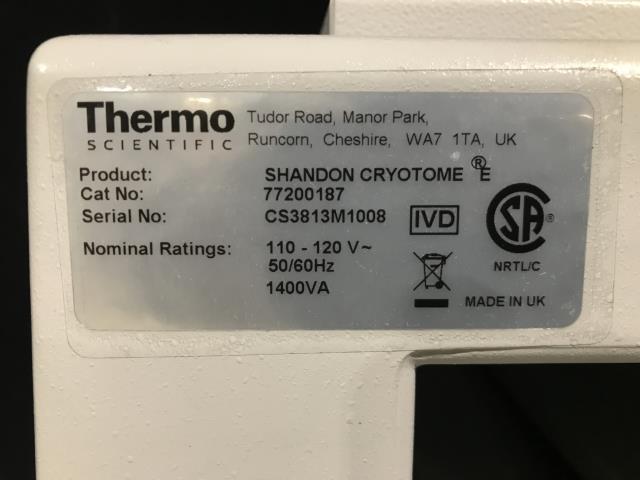 Thermo
SCIENTIFIC
Tudor Road, Manor Park,
Runcorn, Cheshire, WA7 1TA, UK
Product: SHANDON CRYOTOME ® E
Cat No: 77200187
Serial No: CS3813M1008
IVD
SA ®
NRTL/C
Nominal Ratings: 110 - 120 V~
50/60Hz
1400VA
MADE IN UK